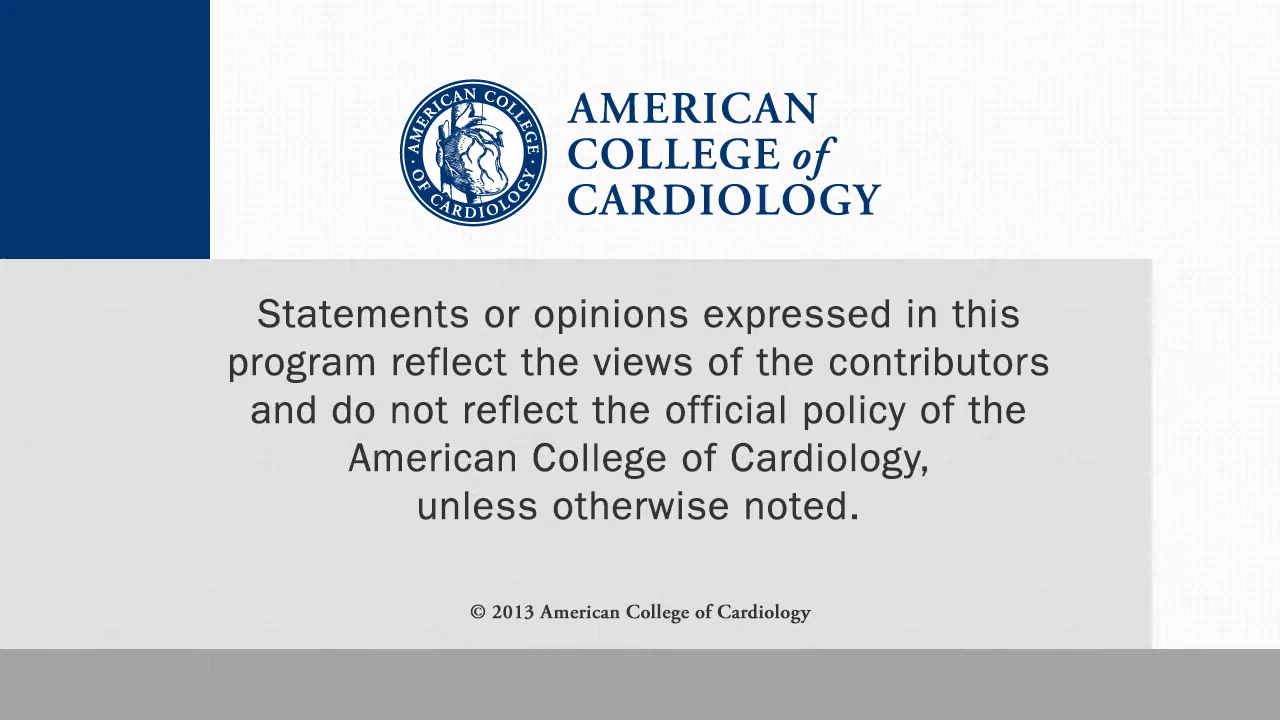 AMERICAN COLLEGE
OF CARDIOLOGY
AMERICAN
COLLEGE of
CARDIOLOGY
Statements or opinions expressed in this
program reflect the views of the contributors
and do not reflect the official policy of the
American College of Cardiology,
unless otherwise noted.
© 2013 American College of Cardiology